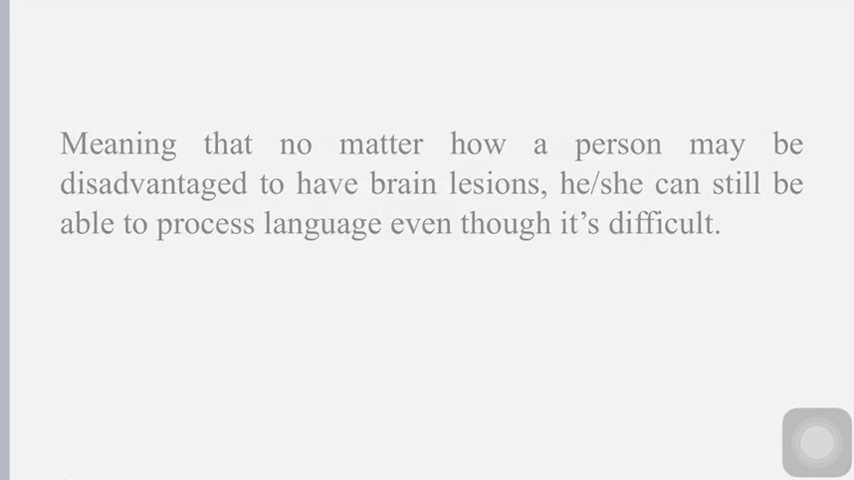 Meaning that no matter how a person may be
disadvantaged to have brain lesions, he/she can still be
able to process language even though it’s difficult.